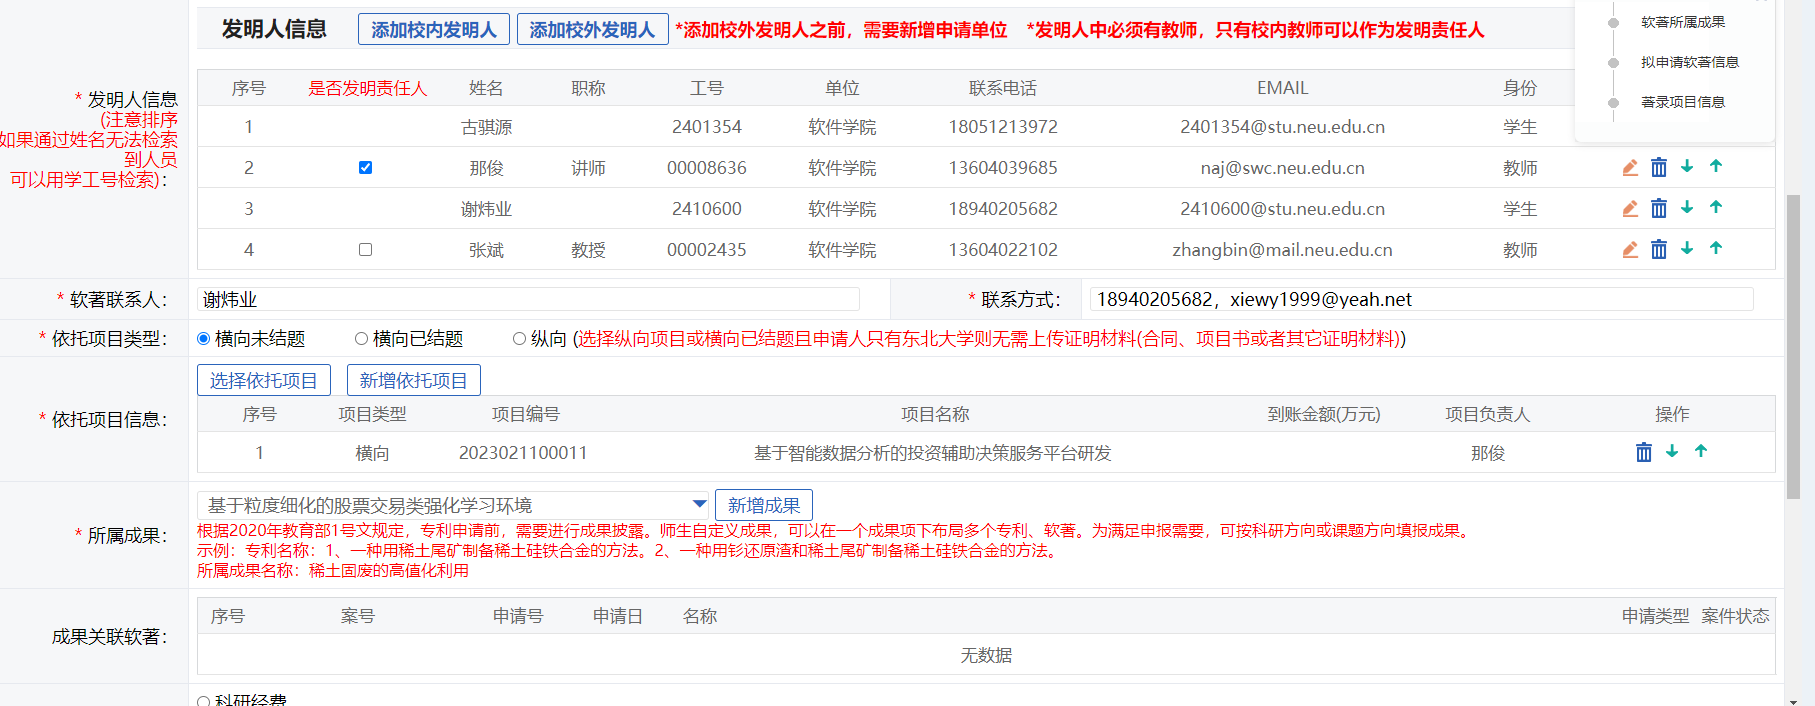 发明人信息 添加校内发明人 添加校外发明人 *添加校外发明人之前，需要新增申请单位 *发明人中必须有教师，只有校内教师可以作为发明责任人
软著所属成果
拟申请软著信息
著录项目信息
* 发明人信息
(注意排序
如果通过姓名无法检索
到人员
可以用学工号检索)：
序号 是否发明责任人 姓名 职称 工号 单位 联系电话 EMAIL 身份
1 古骐源 2401354 软件学院 18051213972 2401354@stu.neu.edu.cn 学生
2 那俊 讲师 00008636 软件学院 13604039685 naj@swc.neu.edu.cn 教师
3 谢炜业 2410600 软件学院 18940205682 2410600@stu.neu.edu.cn 学生
4 张斌 教授 00002435 软件学院 13604022102 zhangbin@mail.neu.edu.cn 教师
* 软著联系人： 谢炜业 * 联系方式： 18940205682，xiewy1999@yeah.net
* 依托项目类型： 横向未结题 横向已结题 纵向 (选择纵向项目或横向已结题且申请人只有东北大学则无需上传证明材料(合同、项目书或者其它证明材料))
* 依托项目信息：
选择依托项目 新增依托项目
序号 项目类型 项目编号 项目名称 到账金额(万元) 项目负责人 操作
1 横向 2023021100011 基于智能数据分析的投资辅助决策服务平台研发 那俊
* 所属成果：
基于粒度细化的股票交易类强化学习环境 新增成果
根据2020年教育部1号文规定，专利申请前，需要进行成果披露。师生自定义成果，可以在一个成果项下布局多个专利、软著。为满足申报需要，可按科研方向或课题方向填报成果。
示例：专利名称：1、一种用稀土尾矿制备稀土硅铁合金的方法。2、一种用钐还原渣和稀土尾矿制备稀土硅铁合金的方法。
所属成果名称：稀土固废的高值化利用
成果关联软著：
序号 案号 申请号 申请日 名称 申请类型 案件状态
无数据
科研经费